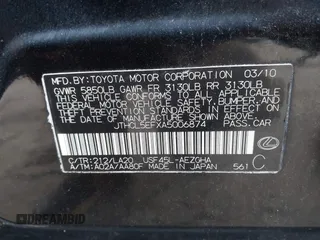 MFD.BY:TOYOTA MOTOR CORPORATION 03/10
GVWR 5850LB GAWR FR 3130LB RR 3130LB
THIS VEHICLE CONFORMS TO ALL APPLICABLE
FEDERAL MOTOR VEHICLE SAFETY, BUMPER, AND
THEFT PREVENTION STANDARDS IN EFFECT ON
THE DATE OF MANUFACTURE SHOWN ABOVE.
JTHCL5EFXA5006874
PASS. CAR
C/TR:212/LA20 USF45L-AEZGHA
A/TM:A02A/AA80F MADE IN JAPAN 561 C
AUTOBIDMASTER